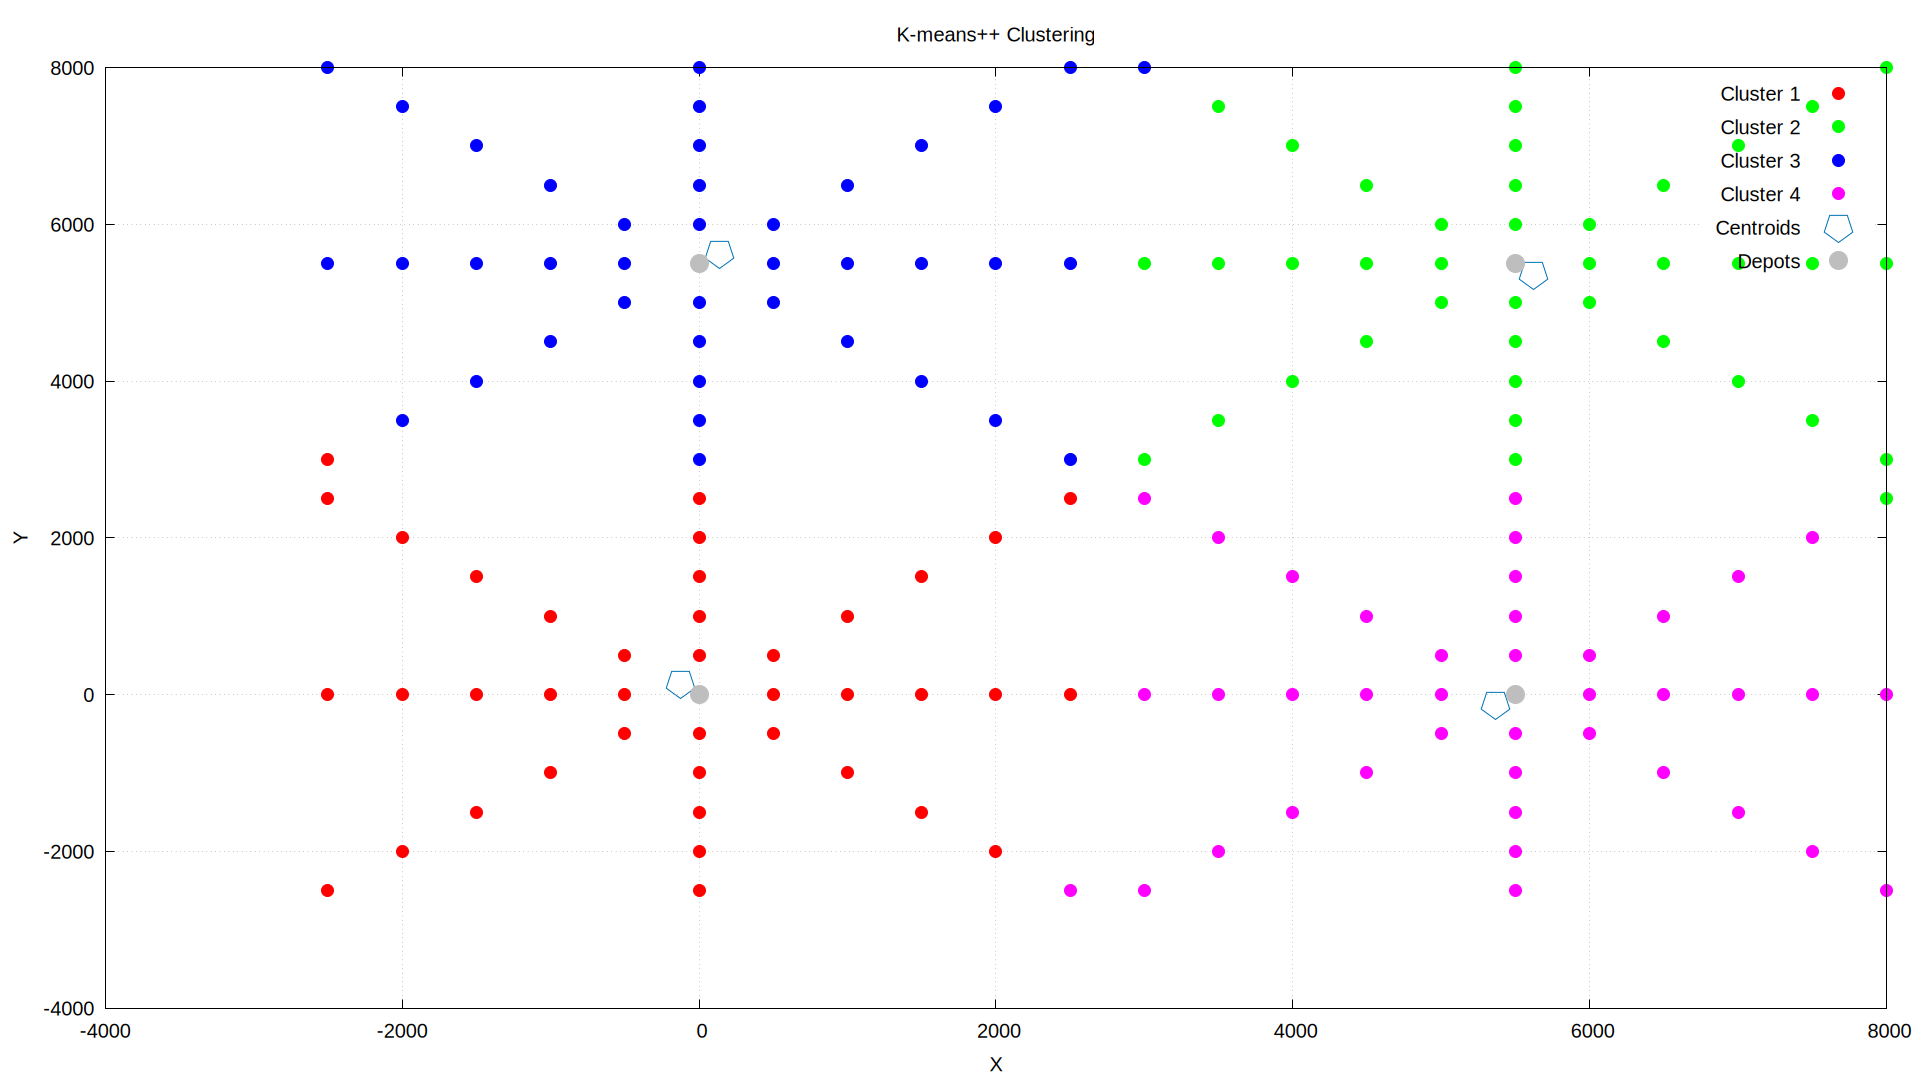 K-means++ Clustering
8000
Cluster 1
Cluster 2
Cluster 3
Cluster 4
Centroids
Depots
6000
4000
Y
2000
0
-2000
-4000
-4000 -2000 0 2000 4000 6000 8000
X